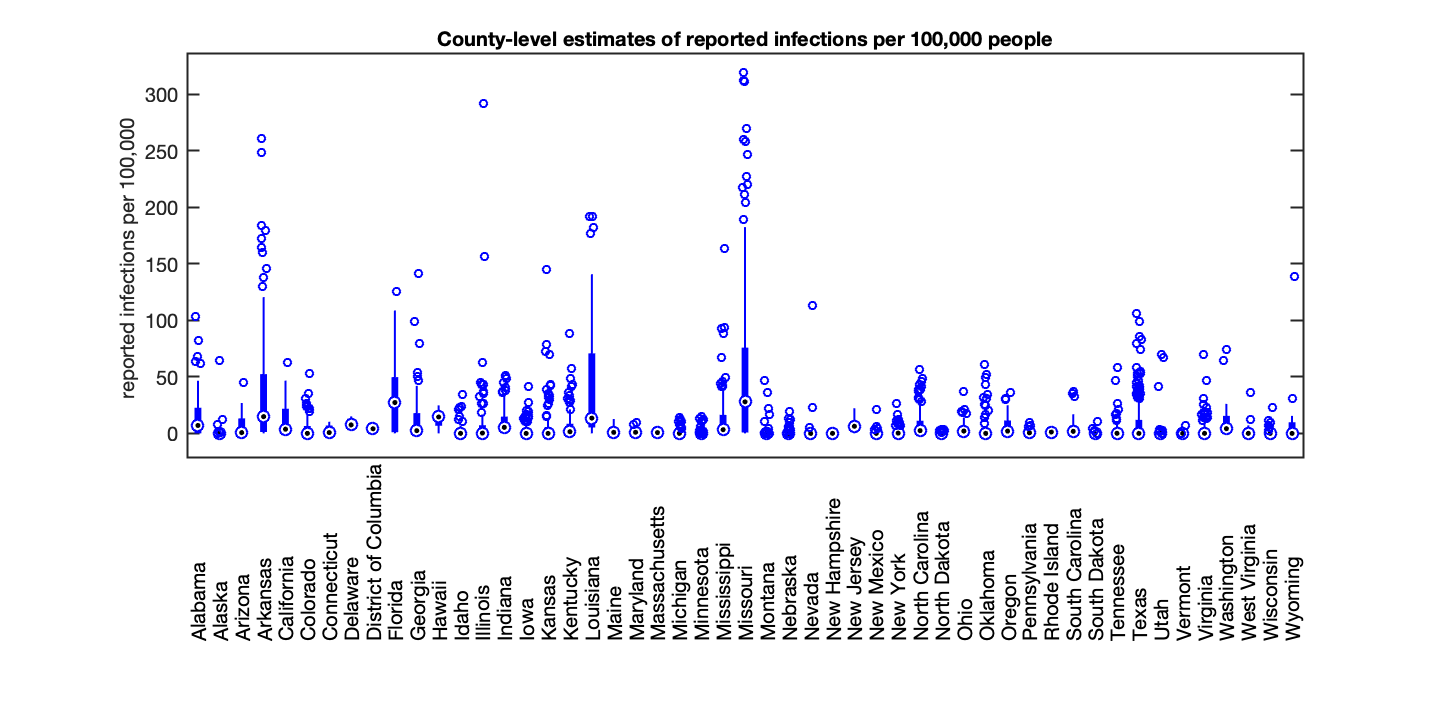 County-level estimates of reported infections per 100,000 people
reported infections per 100,000
300
250
200
150
100
50
0
Alabama
Alaska
Arizona
Arkansas
California
Colorado
Connecticut
Delaware
District of Columbia
Florida
Georgia
Hawaii
Idaho
Illinois
Indiana
Iowa
Kansas
Kentucky
Louisiana
Maine
Maryland
Massachusetts
Michigan
Minnesota
Mississippi
Missouri
Montana
Nebraska
Nevada
New Hampshire
New Jersey
New Mexico
New York
North Carolina
North Dakota
Ohio
Oklahoma
Oregon
Pennsylvania
Rhode Island
South Carolina
South Dakota
Tennessee
Texas
Utah
Vermont
Virginia
Washington
West Virginia
Wisconsin
Wyoming